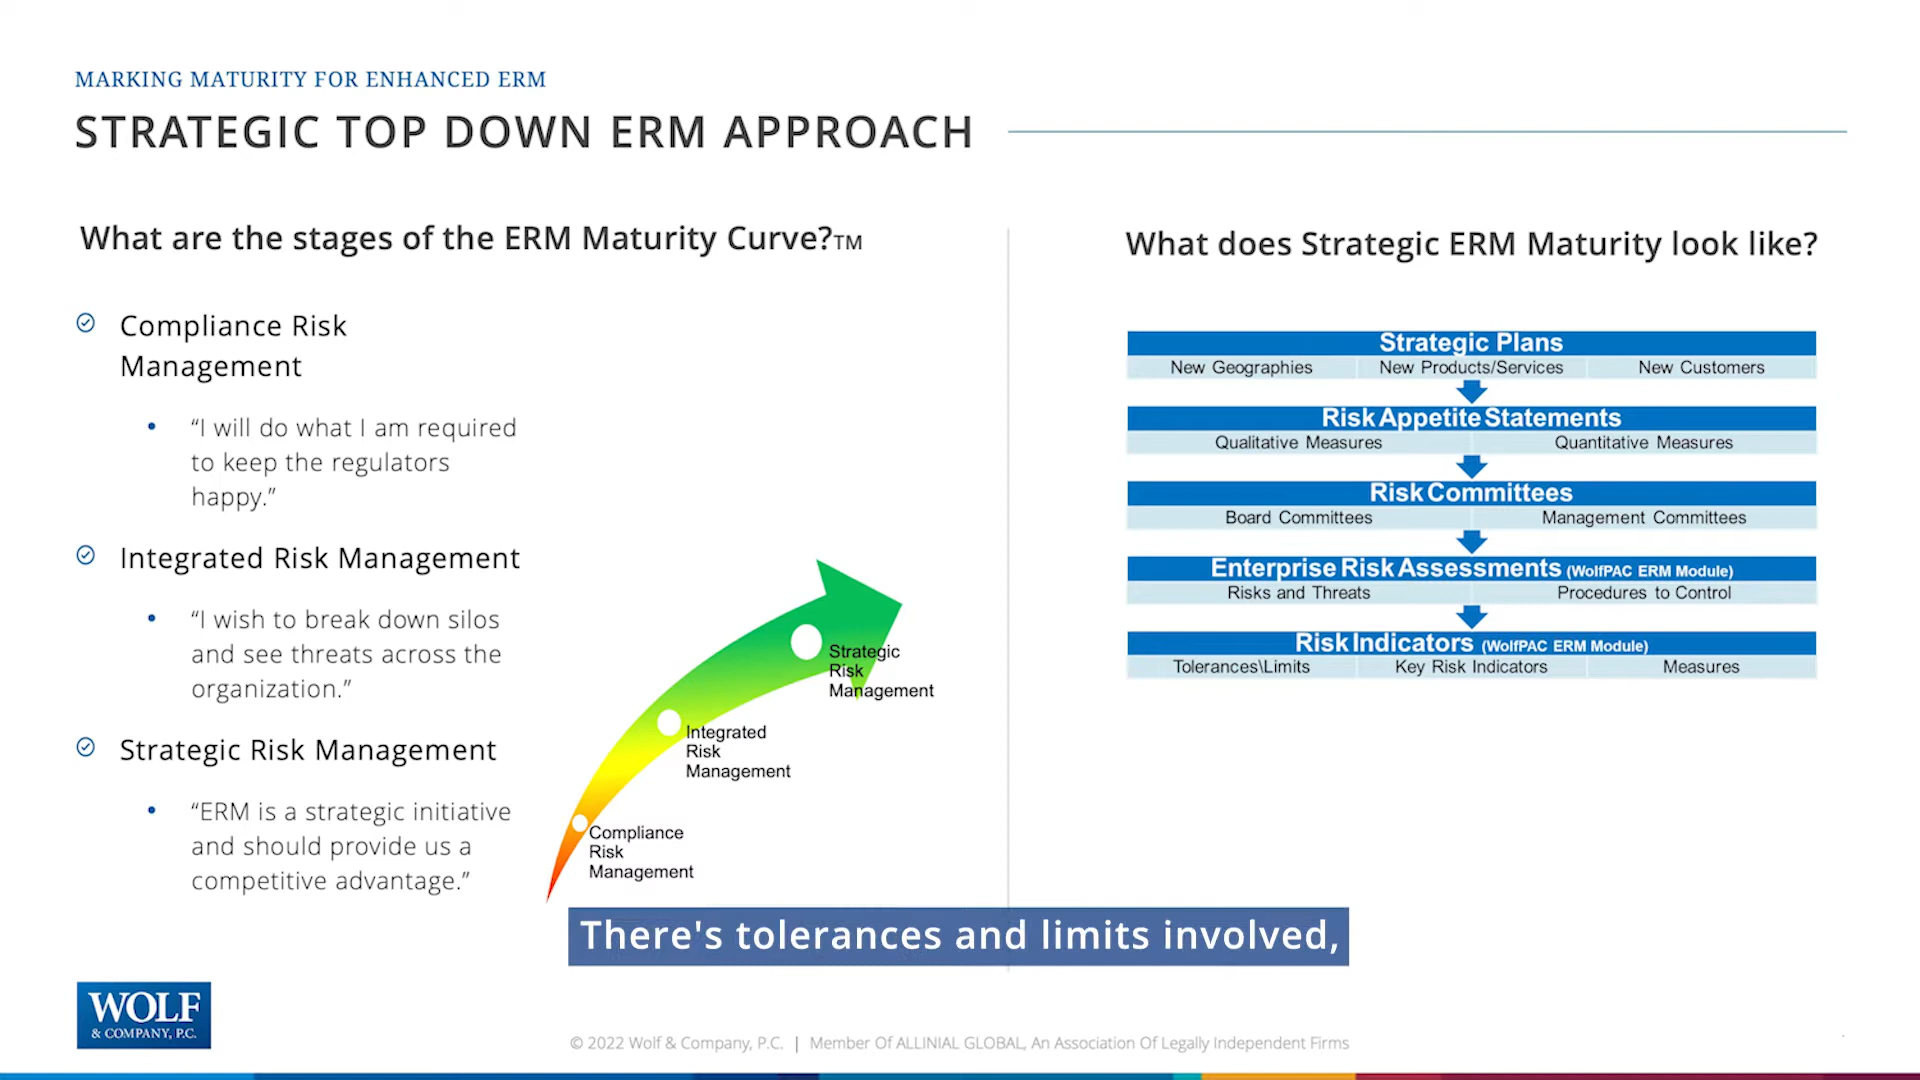 MARKING MATURITY FOR ENHANCED ERM
STRATEGIC TOP DOWN ERM APPROACH
What are the stages of the ERM Maturity Curve?TM
Compliance Risk
Management
• “I will do what I am required
to keep the regulators
happy.”
Integrated Risk Management
• “I wish to break down silos
and see threats across the
organization.”
Strategic Risk Management
• “ERM is a strategic initiative
and should provide us a
competitive advantage.”
Strategic
Risk
Management
Integrated
Risk
Management
Compliance
Risk
Management
What does Strategic ERM Maturity look like?
Strategic Plans
New Geographies New Products/Services New Customers
Risk Appetite Statements
Qualitative Measures Quantitative Measures
Risk Committees
Board Committees Management Committees
Enterprise Risk Assessments (WolfPAC ERM Module)
Risks and Threats Procedures to Control
Risk Indicators (WolfPAC ERM Module)
Tolerances\Limits Key Risk Indicators Measures
There's tolerances and limits involved,
WOLF
& COMPANY, P.C.
© 2022 Wolf & Company, P.C. | Member Of ALLINIAL GLOBAL, An Association Of Legally Independent Firms